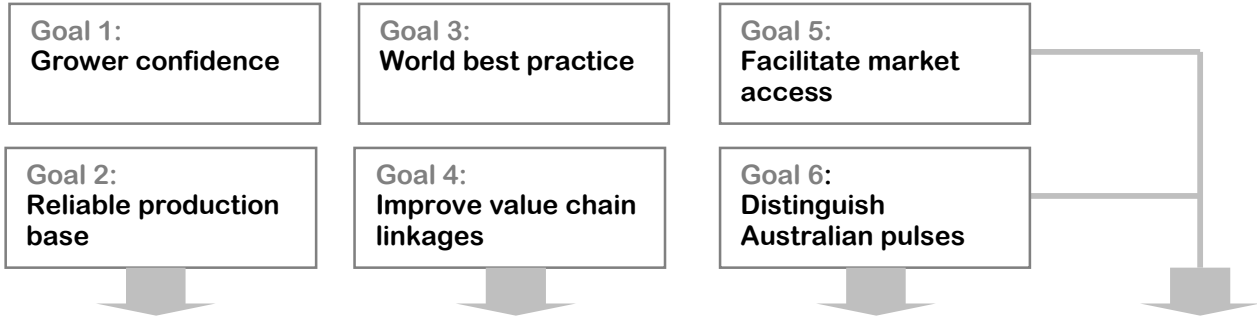 Goal 1:
Grower confidence
Goal 3:
World best practice
Goal 5:
Facilitate market
access
Goal 2:
Reliable production
base
Goal 4:
Improve value chain
linkages
Goal 6:
Distinguish
Australian pulses